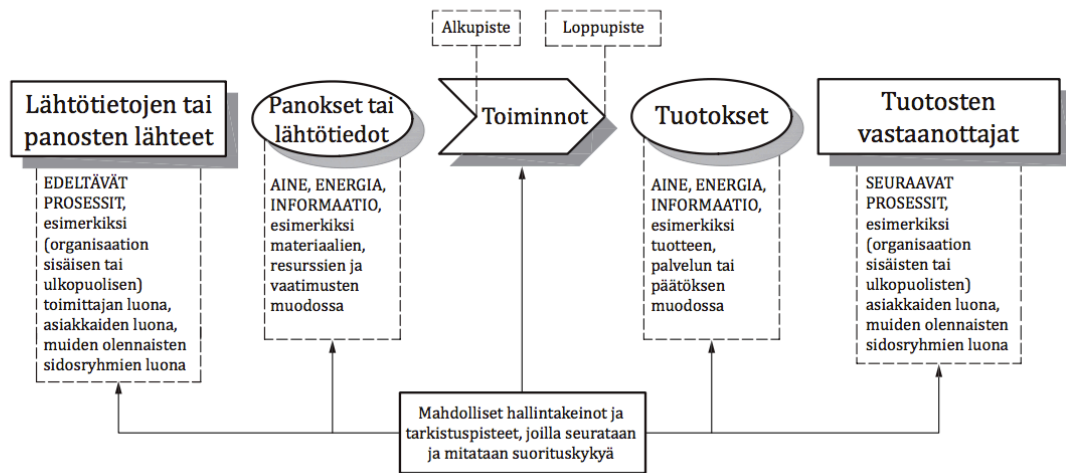 Alkupiste
Loppupiste
Lähtötietojen tai
panosten lähteet
Panokset tai
lähtötiedot
Toiminnot
Tuotokset
Tuotosten
vastaanottajat
EDELTÄVÄT
PROSESSIT,
esimerkiksi
(organisaation
sisäisen tai
ulkopuolisen)
toimittajan luona,
asiakkaiden luona,
muiden olennaisten
sidosryhmien luona
AINE, ENERGIA,
INFORMAATIO,
esimerkiksi
materiaalien,
resurssien ja
vaatimusten
muodossa
AINE, ENERGIA,
INFORMAATIO,
esimerkiksi
tuotteen,
palvelun tai
päätöksen
muodossa
SEURAAVAT
PROSESSIT,
esimerkiksi
(organisaation
sisäisten tai
ulkopuolisten)
asiakkaiden luona,
muiden olennaisten
sidosryhmien luona
Mahdolliset hallintakeinot ja
tarkistuspisteet, joilla seurataan
ja mitataan suorituskykyä